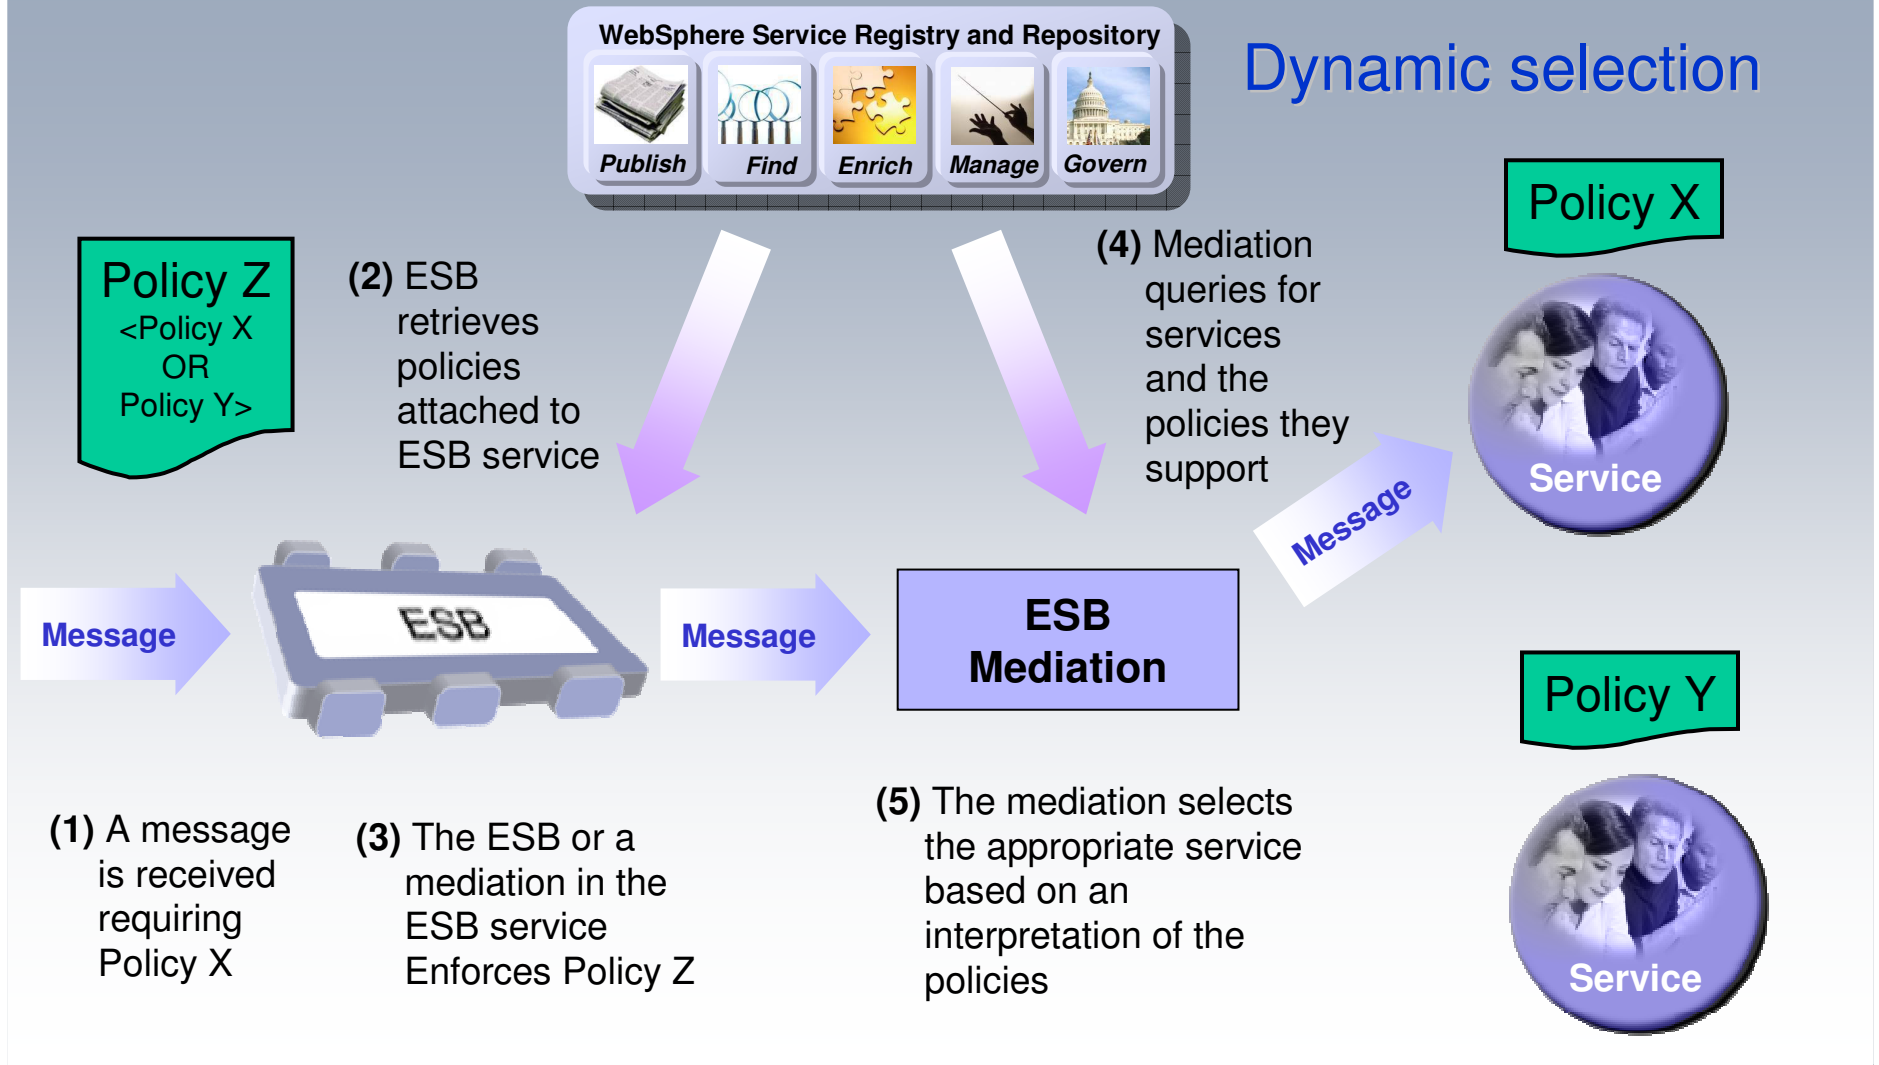 WebSphere Service Registry and Repository
Publish
Find
Enrich
Manage
Govern
Dynamic selection
Policy X
Policy Z
<Policy X
OR
Policy Y>
(2) ESB
retrieves
policies
attached to
ESB service
(4) Mediation
queries for
services
and the
policies they
support
Service
Message
Message
ESB
Message
ESB
Mediation
Policy Y
(1) A message
is received
requiring
Policy X
(3) The ESB or a
mediation in the
ESB service
Enforces Policy Z
(5) The mediation selects
the appropriate service
based on an
interpretation of the
policies
Service